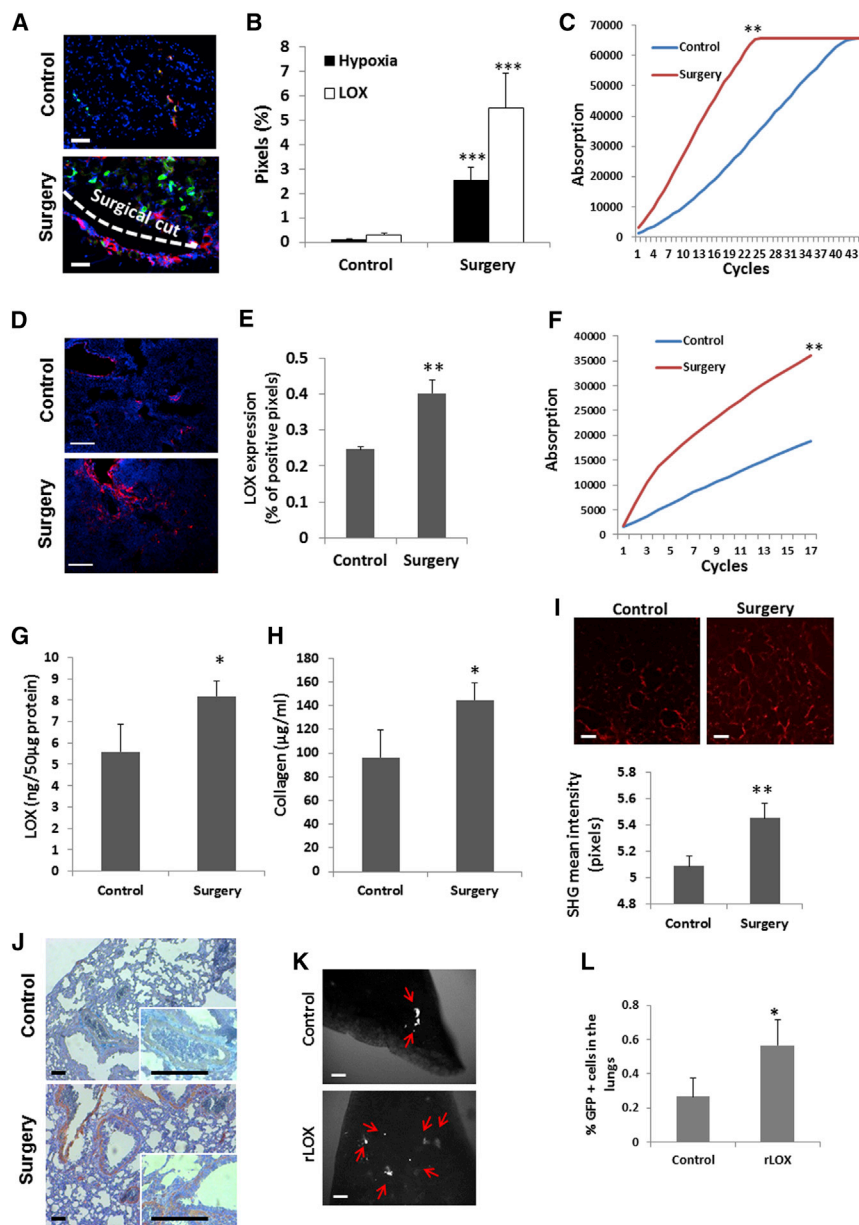 A
Control
Surgery
Surgical cut
B
Pixels (%)
8
7
6
5
4
3
2
1
0
Hypoxia
LOX
***
***
Control
Surgery
C
Absorption
70000
60000
50000
40000
30000
20000
10000
0
Control
Surgery
**
1 4 7 10 13 16 19 22 25 28 31 34 37 40 43
Cycles
D
Control
Surgery
E
LOX expression
(% of positive pixels)
0.5
0.4
0.3
0.2
0.1
0
**
Control
Surgery
F
Absorption
40000
35000
30000
25000
20000
15000
10000
5000
0
Control
Surgery
**
1 3 5 7 9 11 13 15 17
Cycles
G
LOX (ng/50µg protein)
10
9
8
7
6
5
4
3
2
1
0
*
Control
Surgery
H
Collagen (µg/ml)
180
160
140
120
100
80
60
40
20
0
*
Control
Surgery
I
Control
Surgery
SHG mean intensity
(pixels)
5.8
5.6
5.4
5.2
5
4.8
**
Control
Surgery
J
Control
Surgery
K
Control
rLOX
L
% GFP + cells in the
lungs
0.8
0.6
0.4
0.2
0
*
Control
rLOX